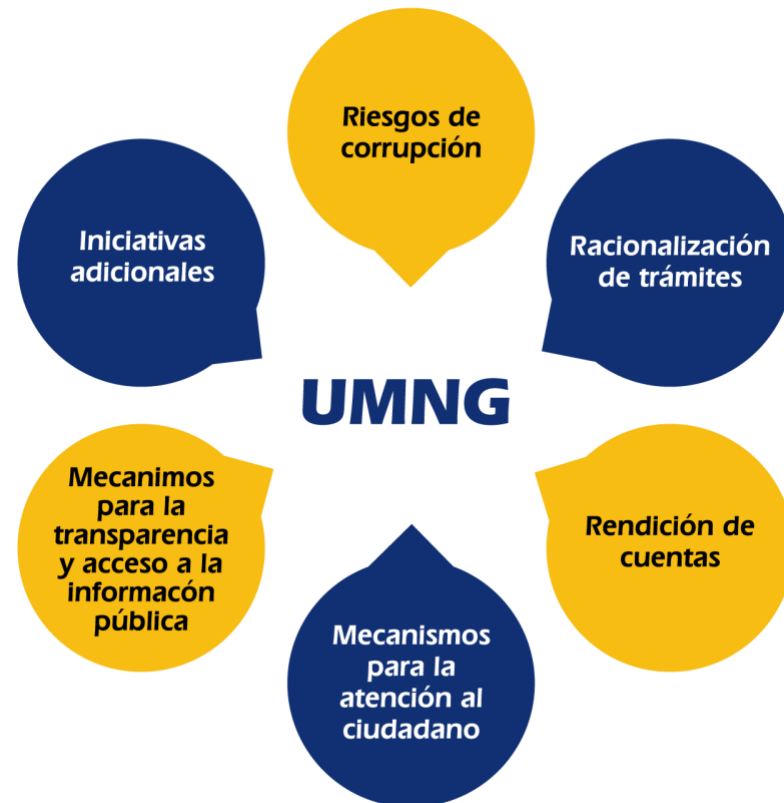 Riesgos de
corrupción
Racionalización
de trámites
Rendición de
cuentas
Mecanismos
para la
atención al
ciudadano
Mecanimos
para la
transparencia
y acceso a la
informacón
pública
Iniciativas
adicionales
UMNG